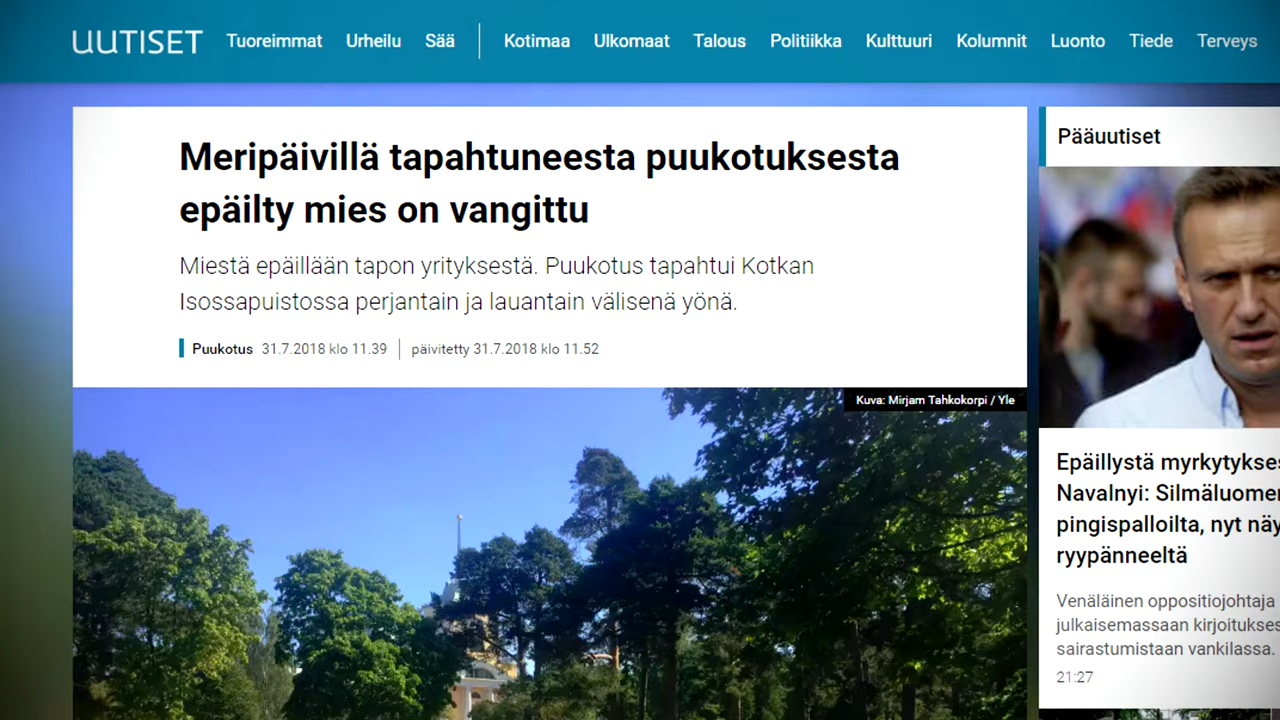 UUTISET Tuoreimmat Urheilu Sää Kotimaa Ulkomaat Talous Politiikka Kulttuuri Kolumnit Luonto Tiede Terveys
Meripäivillä tapahtuneesta puukotuksesta
epäilty mies on vangittu
Miestä epäillään tapon yrityksestä. Puukotus tapahtui Kotkan
Isossapuistossa perjantain ja lauantain välisenä yönä.
Puukotus 31.7.2018 klo 11.39 päivitetty 31.7.2018 klo 11.52
Kuva: Mirjam Tahkokorpi / Yle
Pääuutiset
Epäillystä
Navalnyi:
pingispalloilta, nyt
ryypänneeltä
Venäläinen oppositiojohtaja
julkaisemassaan
sairastumistaan vankilassa.
21:27